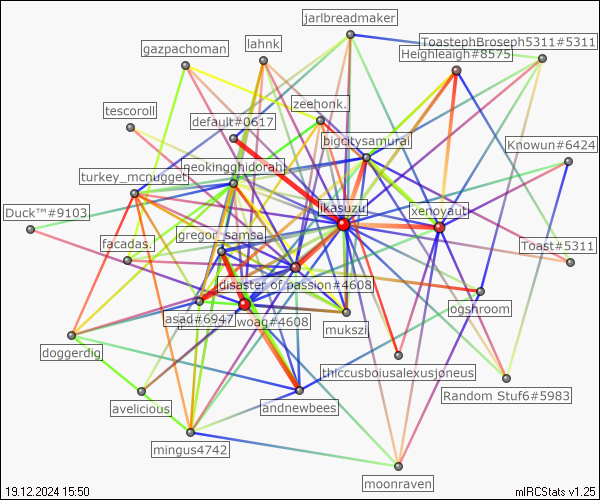 jarlbreadmaker
ToastephBroseph5311#5311
lahnk
gazpachoman
Heighleaigh#8575
zeehonk.
tescoroll
default#0617
bigcitysamurai
Knowun#6424
neokingghdorah
turkey_mcnugget
Duck™#9103
ikasuzu
xenoyaut
gregor_samsa
facadas.
Toast#5311
disaster of passion#4608
ogshroom
asad#6947
woag#4608
mukszi
doggerdig
thiccusboiusalexusjoneus
Random Stuf6#5983
avelicious
andnewbees
mingus4742
moonraven
19.12.2024 15:50
mIRCStats v1.25